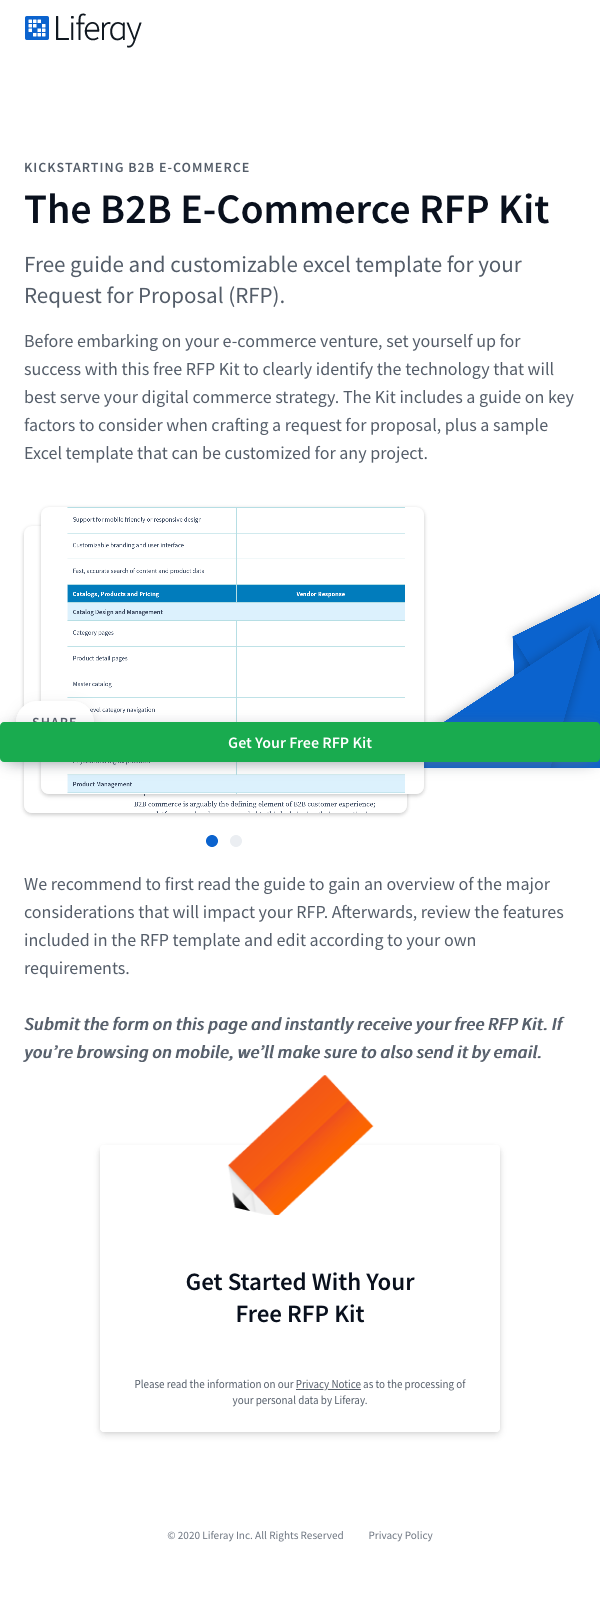 Liferay
KICKSTARTING B2B E-COMMERCE
The B2B E-Commerce RFP Kit
Free guide and customizable excel template for your
Request for Proposal (RFP).
Before embarking on your e-commerce venture, set yourself up for
success with this free RFP Kit to clearly identify the technology that will
best serve your digital commerce strategy. The Kit includes a guide on key
factors to consider when crafting a request for proposal, plus a sample
Excel template that can be customized for any project.
Support for mobile friendly or responsive design
Customizable branding and user interface
Fast, accurate search of content and product data
Catalogs, Products and Pricing Vendor Response
Catalog Design and Management
Category pages
Product detail pages
Master catalog
level category navigation
SHARE
Get Your Free RFP Kit
Product Management
B2B commerce is arguably the defining element of B2B customer experience;
We recommend to first read the guide to gain an overview of the major
considerations that will impact your RFP. Afterwards, review the features
included in the RFP template and edit according to your own
requirements.
Submit the form on this page and instantly receive your free RFP Kit. If
you’re browsing on mobile, we’ll make sure to also send it by email.
Get Started With Your
Free RFP Kit
Please read the information on our Privacy Notice as to the processing of
your personal data by Liferay.
© 2020 Liferay Inc. All Rights Reserved Privacy Policy